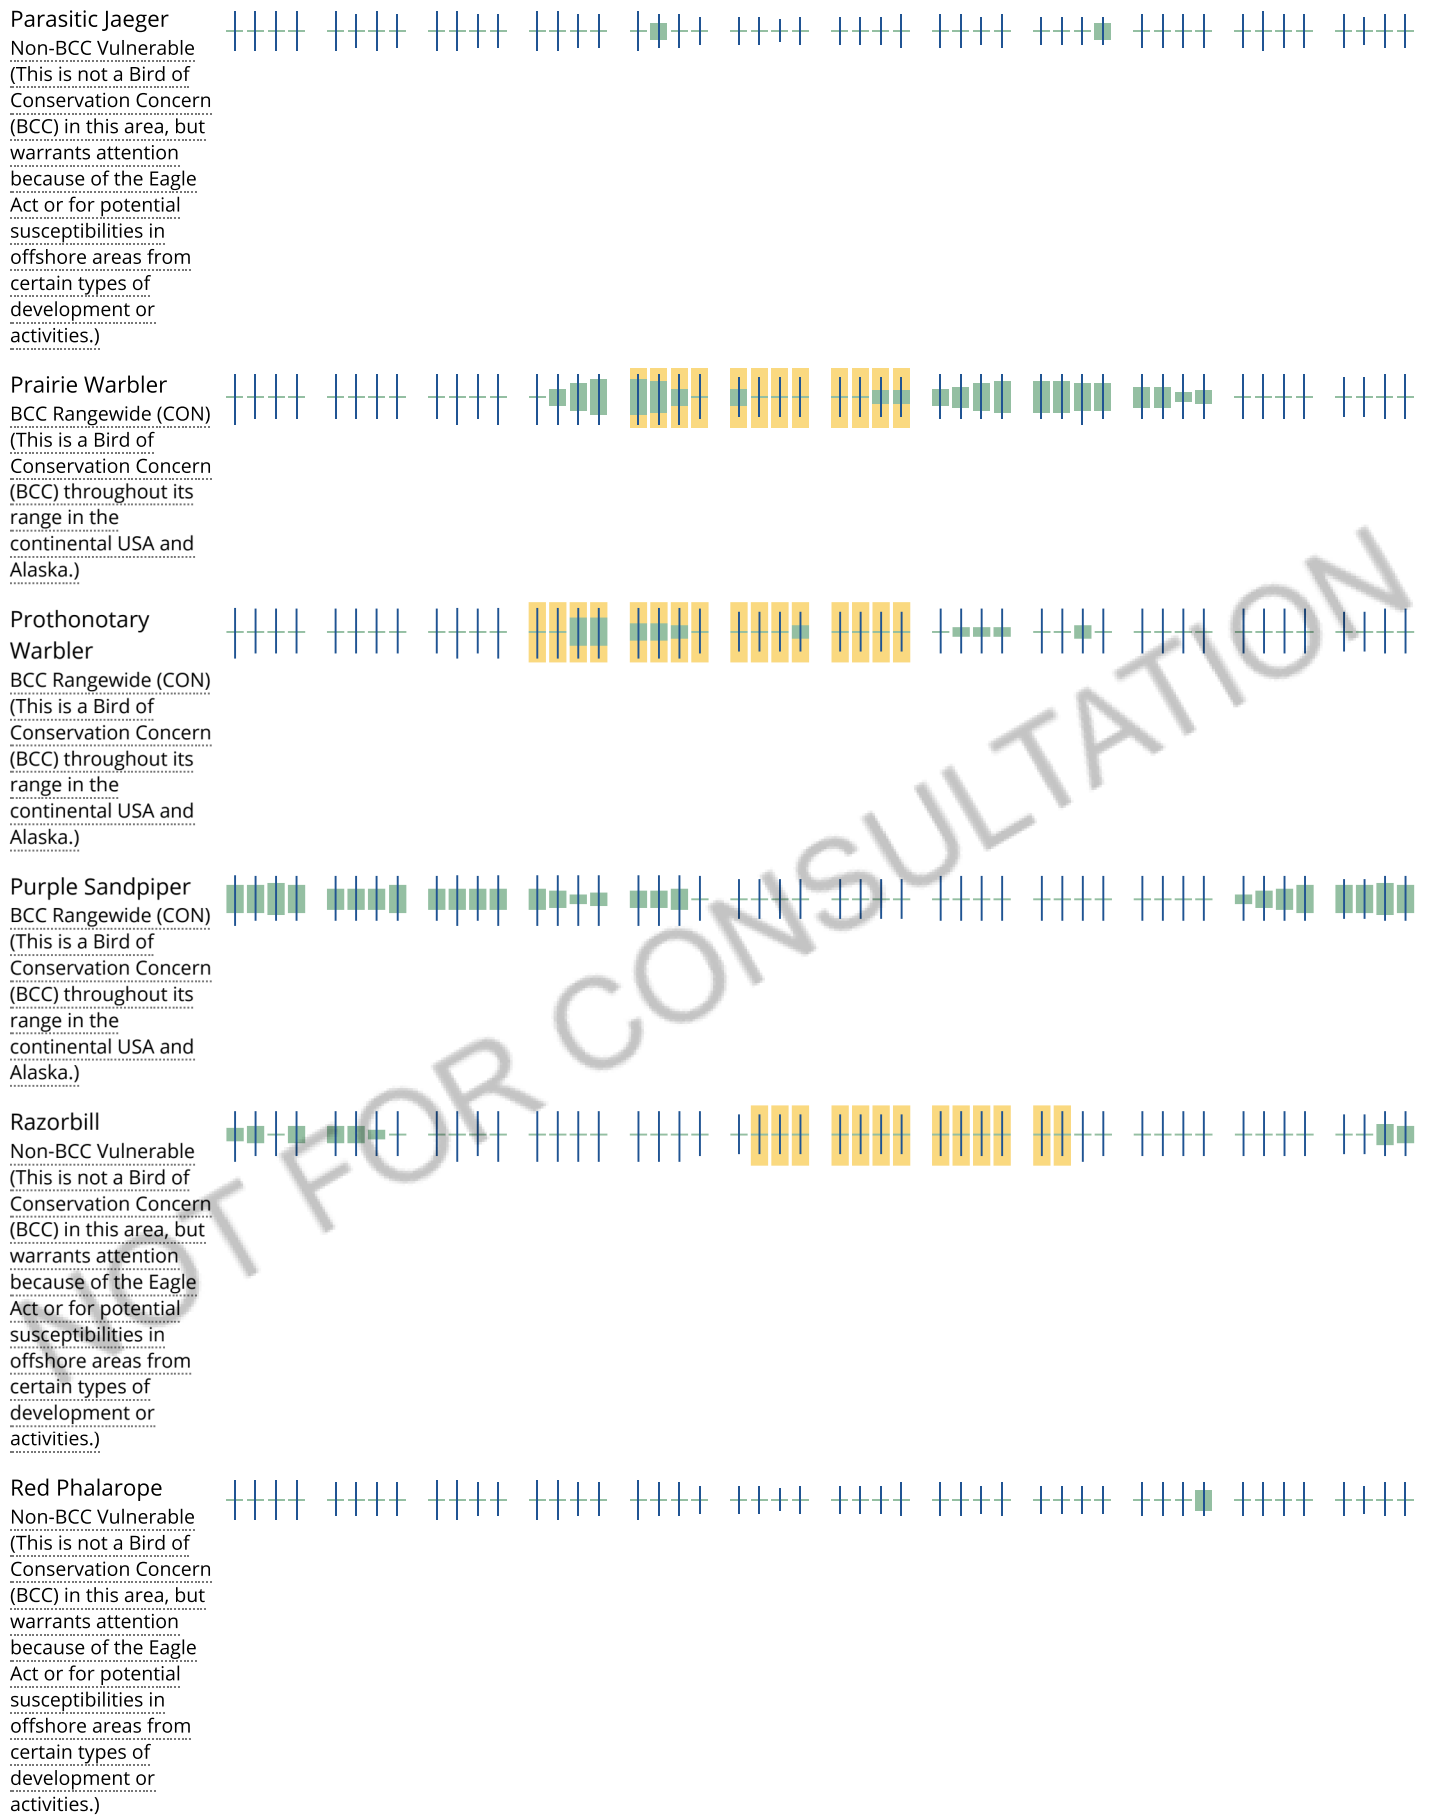 Parasitic Jaeger
Non-BCC Vulnerable
(This is not a Bird of
Conservation Concern
(BCC) in this area, but
warrants attention
because of the Eagle
Act or for potential
susceptibilities in
offshore areas from
certain types of
development or
activities.)
Prairie Warbler
BCC Rangewide (CON)
(This is a Bird of
Conservation Concern
(BCC) throughout its
range in the
continental USA and
Alaska.)
Prothonotary
Warbler
BCC Rangewide (CON)
(This is a Bird of
Conservation Concern
(BCC) throughout its
range in the
continental USA and
Alaska.)
Purple Sandpiper
BCC Rangewide (CON)
(This is a Bird of
Conservation Concern
(BCC) throughout its
range in the
continental USA and
Alaska.)
Razorbill
Non-BCC Vulnerable
(This is not a Bird of
Conservation Concern
(BCC) in this area, but
warrants attention
because of the Eagle
Act or for potential
susceptibilities in
offshore areas from
certain types of
development or
activities.)
Red Phalarope
Non-BCC Vulnerable
(This is not a Bird of
Conservation Concern
(BCC) in this area, but
warrants attention
because of the Eagle
Act or for potential
susceptibilities in
offshore areas from
certain types of
development or
activities.)
NOT FOR CONSULTATION